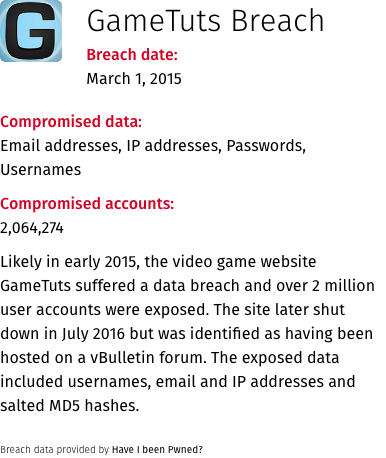 G
GameTuts Breach
Breach date:
March 1, 2015
Compromised data:
Email addresses, IP addresses, Passwords,
Usernames
Compromised accounts:
2,064,274
Likely in early 2015, the video game website
GameTuts suffered a data breach and over 2 million
user accounts were exposed. The site later shut
down in July 2016 but was identified as having been
hosted on a vBulletin forum. The exposed data
included usernames, email and IP addresses and
salted MD5 hashes.
Breach data provided by Have I been Pwned?